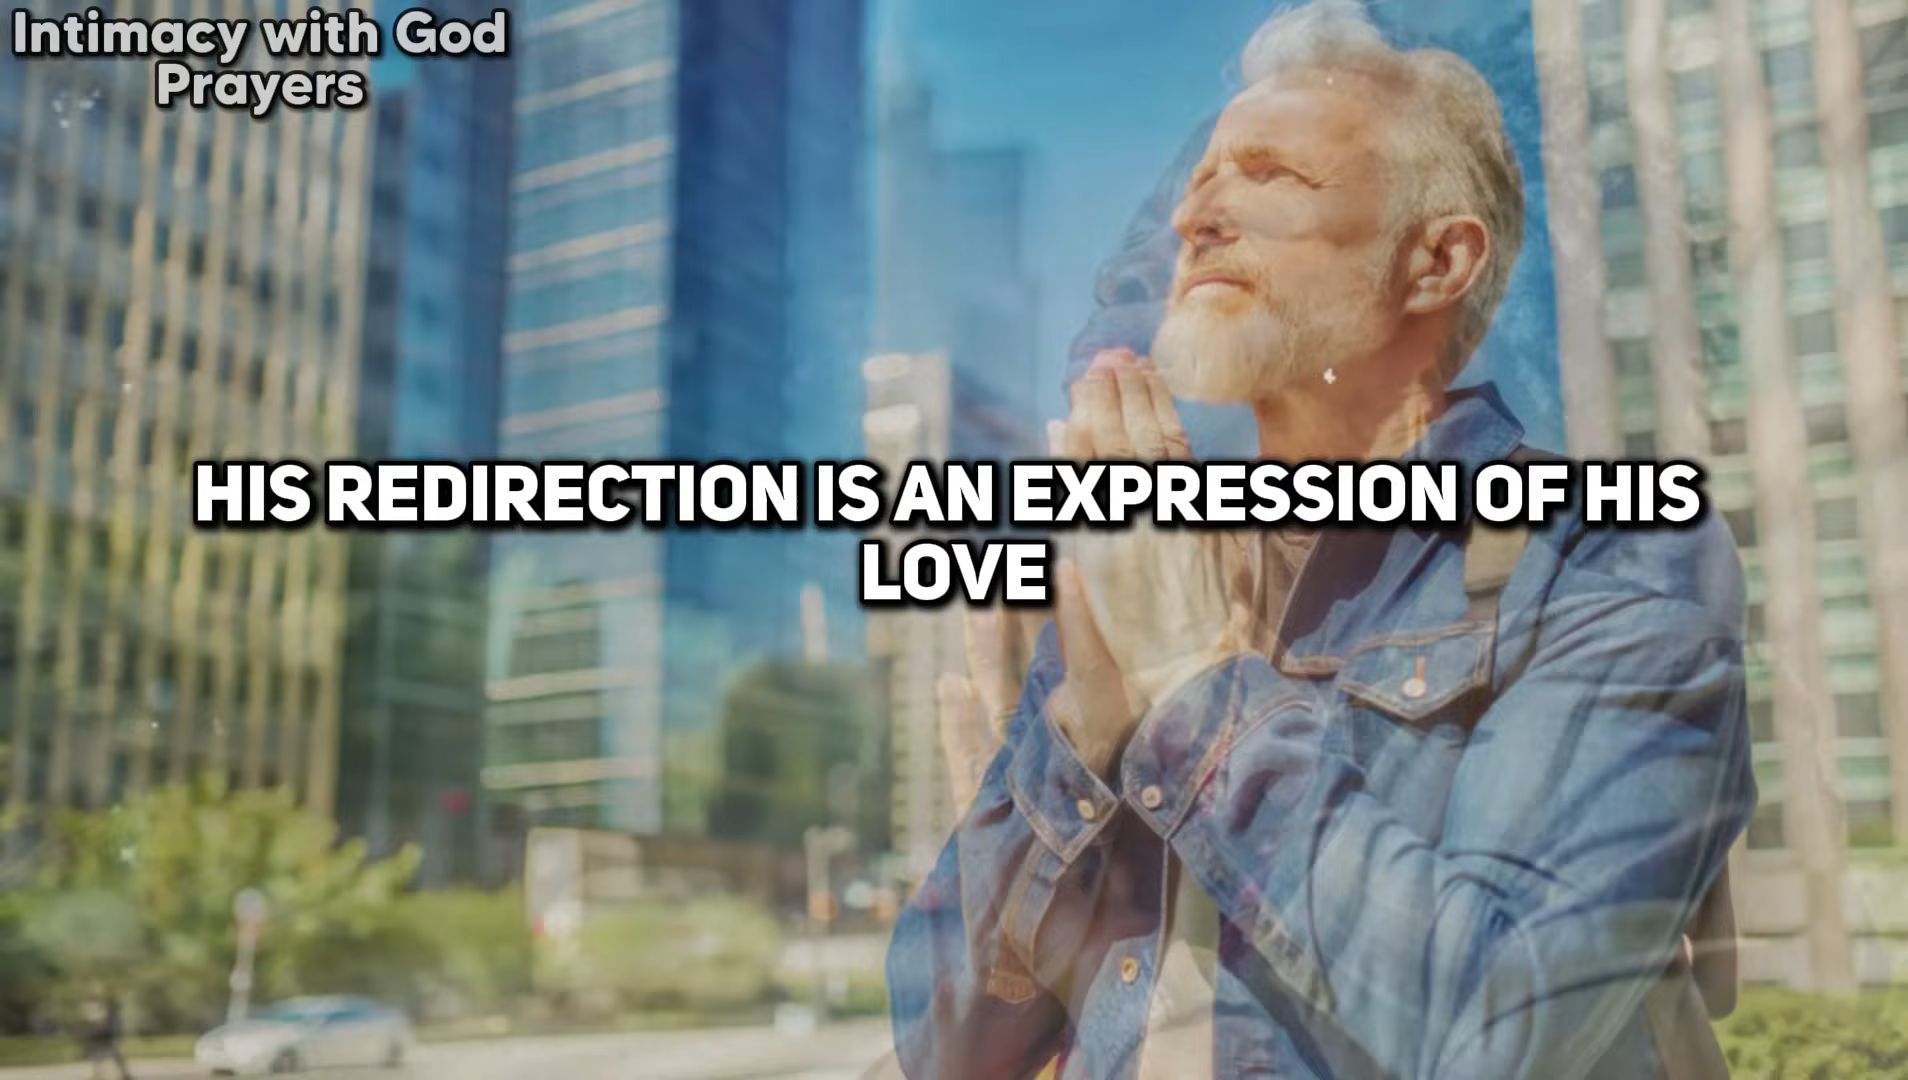 Intimacy with God
Prayers
HIS REDIRECTION IS AN EXPRESSION OF HIS
LOVE